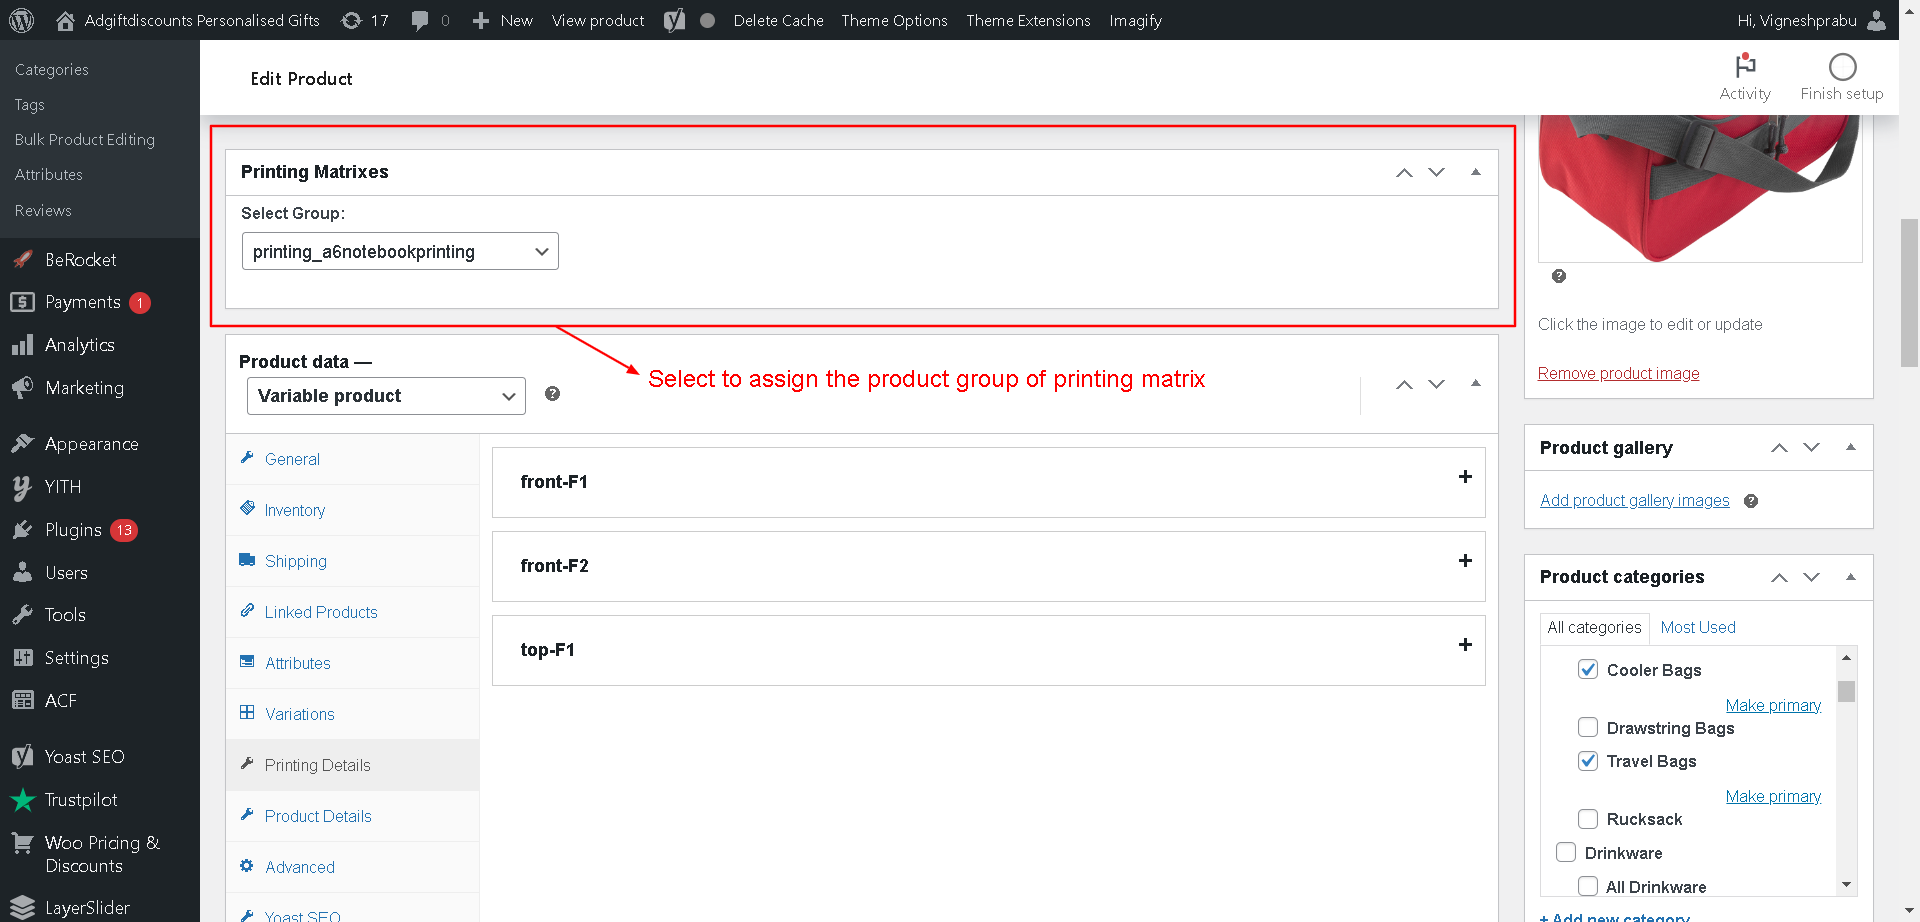 Adgiftdiscounts Personalised Gifts 17 0 New View product Delete Cache Theme Options Theme Extensions Imagify Hi, Vigneshprabu
Categories
Tags
Bulk Product Editing
Attributes
Reviews
BeRocket
Payments 1
Analytics
Marketing
Appearance
YITH
Plugins 13
Users
Tools
Settings
ACF
Yoast SEO
Trustpilot
Woo Pricing &
Discounts
LayerSlider
Edit Product
Activity
Finish setup
Printing Matrixes
Select Group:
printing_a6notebookprinting
Select to assign the product group of printing matrix
Product data —
Variable product
General
Inventory
Shipping
Linked Products
Attributes
Variations
Printing Details
Product Details
Advanced
Yoast SEO
front-F1
front-F2
top-F1
Click the image to edit or update
Remove product image
Product gallery
Add product gallery images
Product categories
All categories Most Used
Cooler Bags
Make primary
Drawstring Bags
Travel Bags
Make primary
Rucksack
Drinkware
All Drinkware
+ Add new category